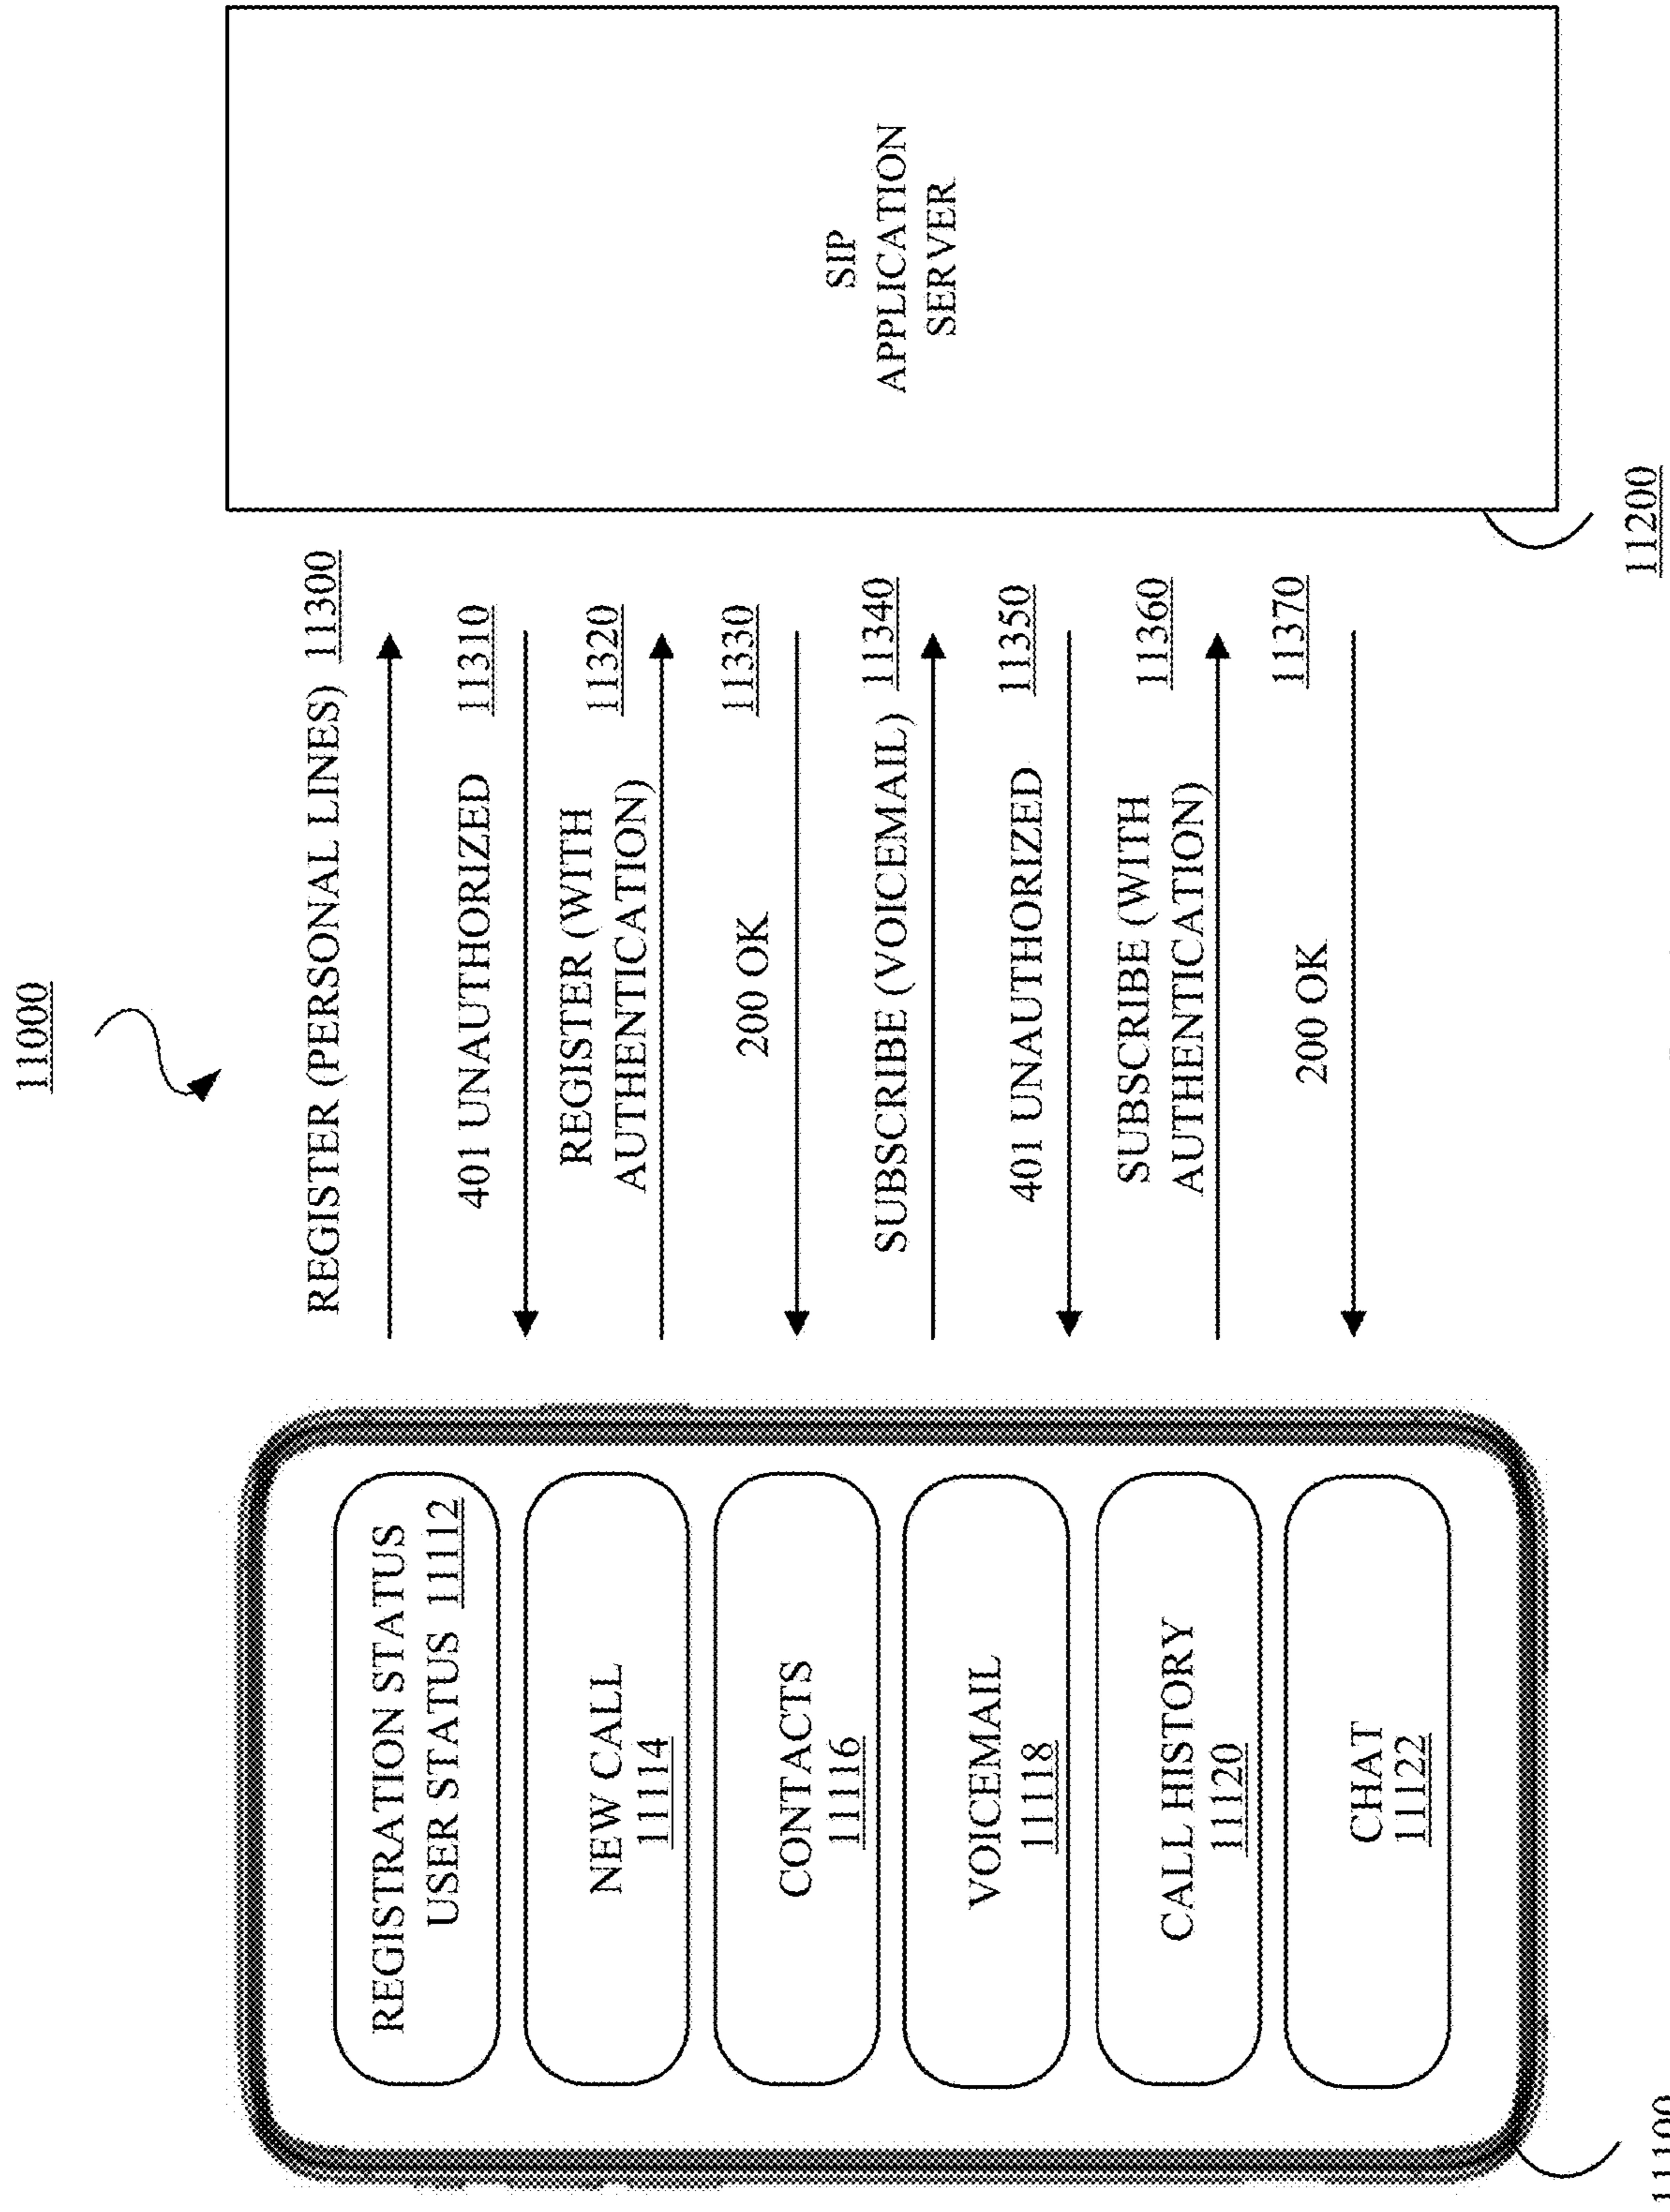 11000
REGISTRATION STATUS
USER STATUS 11112
NEW CALL
11114
CONTACTS
11116
VOICEMAIL
11118
CALL HISTORY
11120
CHAT
11122
11100
REGISTER (PERSONAL LINES) 11300
401 UNAUTHORIZED 11310
REGISTER (WITH 11320
AUTHENTICATION)
200 OK 11330
SUBSCRIBE (VOICEMAIL) 11340
401 UNAUTHORIZED 11350
SUBSCRIBE (WITH 11360
AUTHENTICATION)
200 OK 11370
SIP
APPLICATION
SERVER
11200